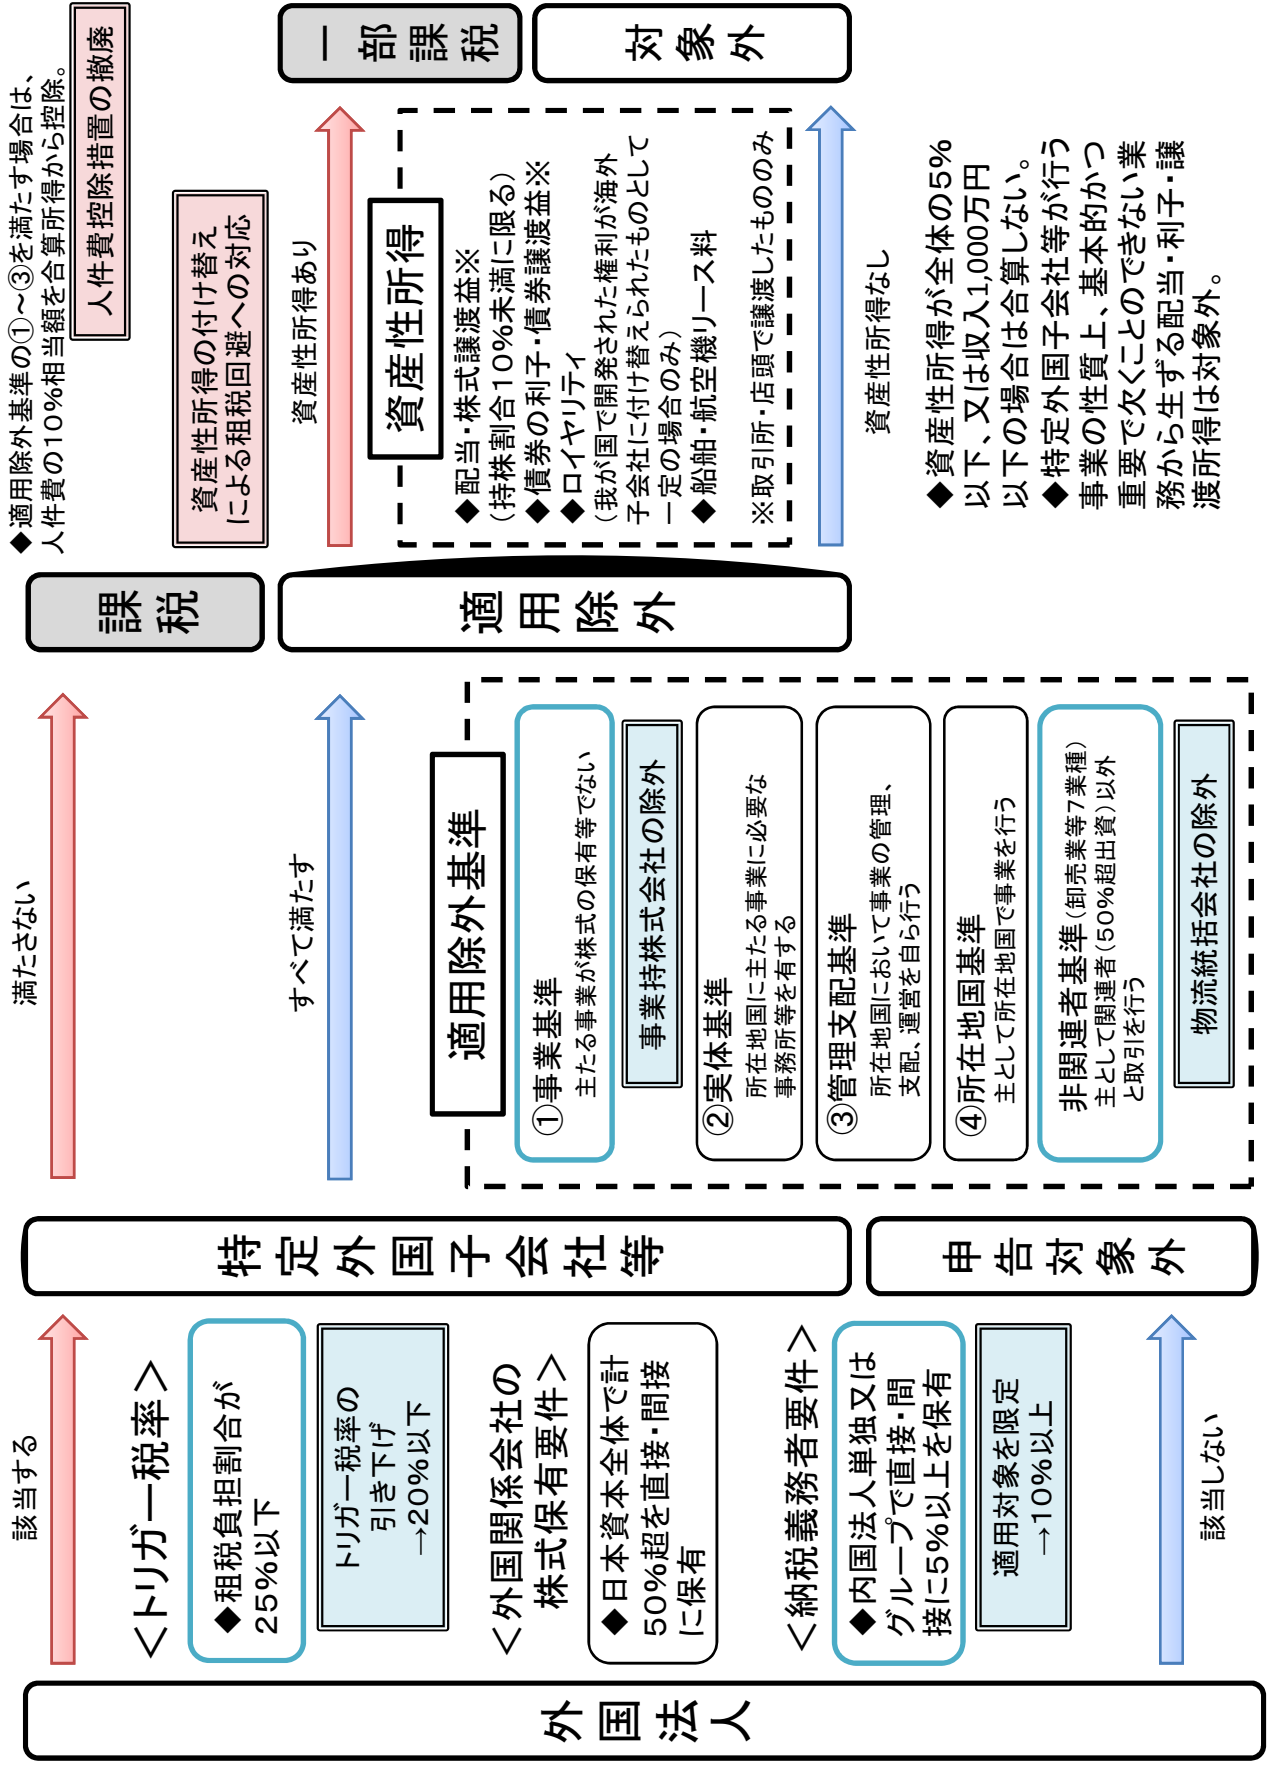 外国法人
該当する
＜トリガー税率＞
◆租税負担割合が
25％以下
トリガー税率の
引き下げ
→20％以下
＜外国関係会社の
株式保有要件＞
◆日本資本全体で計
50％超を直接・間接
に保有
＜納税義務者要件＞
◆内国法人単独又は
グループで直接・間
接に5％以上を保有
適用対象を限定
→10％以上
該当しない
特定外国子会社等
申告対象外
満たさない
すべて満たす
適用除外基準
①事業基準
主たる事業が株式の保有等でない
事業持株式会社の除外
②実体基準
所在地国に主たる事業に必要な
事務所等を有する
③管理支配基準
所在地国において事業の管理、
支配、運営を自ら行う
④所在地国基準
主として所在地国で事業を行う
非関連者基準（卸売業等7業種）
主として関連者（50％超出資）以外
と取引を行う
物流統括会社の除外
課税
適用除外
◆適用除外基準の①～③を満たす場合は、
人件費の10％相当額を合算所得から控除。
人件費控除措置の撤廃
資産性所得の付け替え
による租税回避への対応
資産性所得あり
資産性所得
◆配当・株式譲渡益※
（持株割合10％未満に限る）
◆債券の利子・債券譲渡益※
◆ロイヤリティ
（我が国で開発された権利が海外
子会社に付け替えられたものとして
一定の場合のみ）
◆船舶・航空機リース料
※取引所・店頭で譲渡したもののみ
資産性所得なし
◆資産性所得が全体の5％
以下、又は収入1,000万円
以下の場合は合算しない。
◆特定外国子会社等が行う
事業の性質上、基本的かつ
重要で欠くことのできない業
務から生ずる配当・利子・譲
渡所得は対象外。
一部課税
対象外